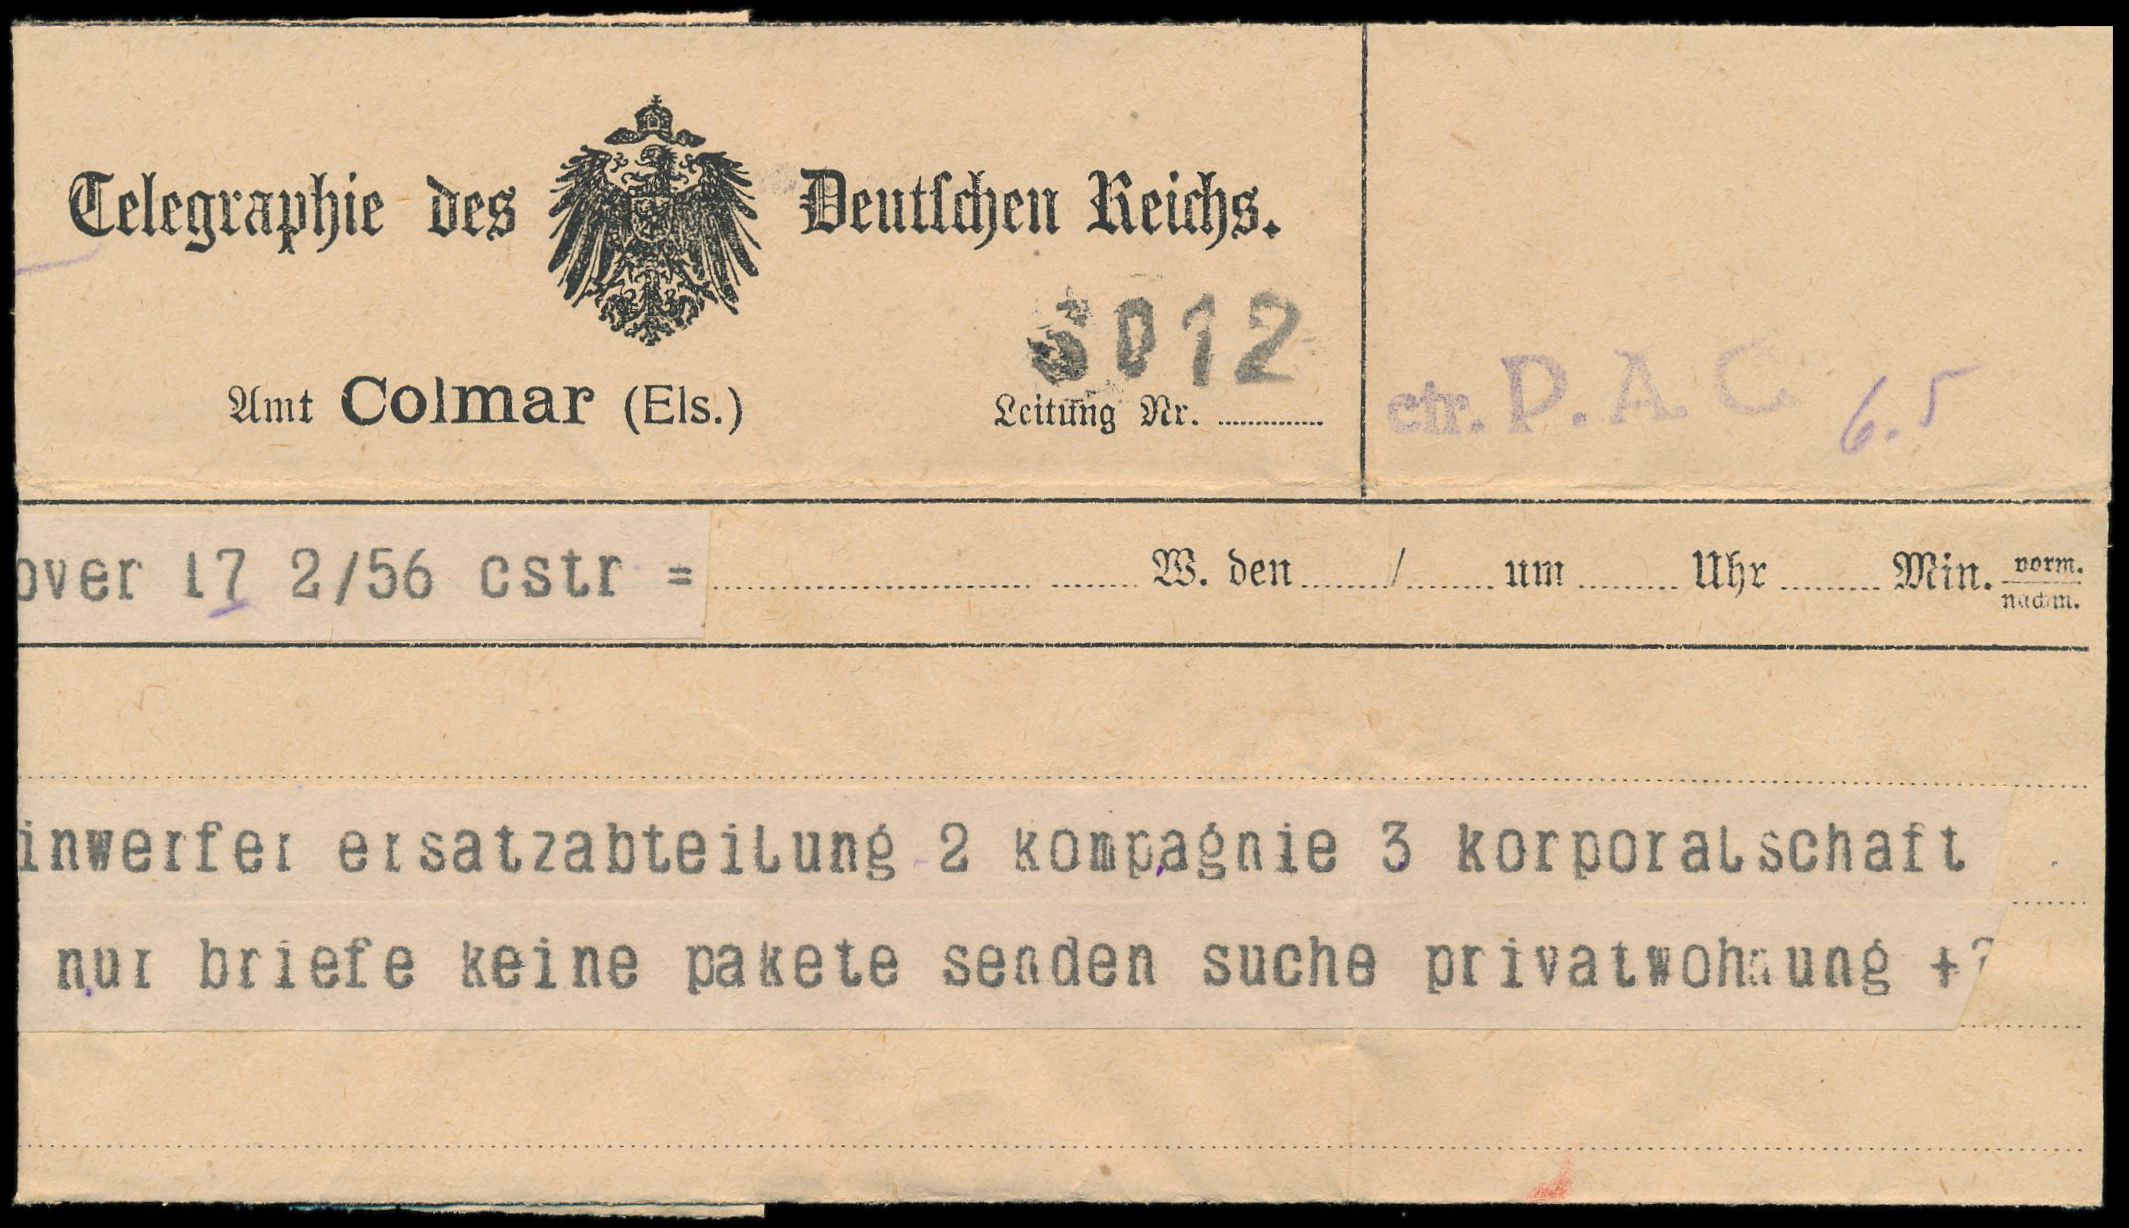 Telegraphie des Deutschen Reichs.
5012
Amt Colmar (Els.)
Leitung Nr.
ctr. P. A. C 6.5
over 17 2/56 cstr =
W. den / um Uhr Min. vorm.
nachm.
inwerfer ersatzabteilung 2 kompagnie 3 korporalschaft
nur briefe keine pakete senden suche privatwohnung +?